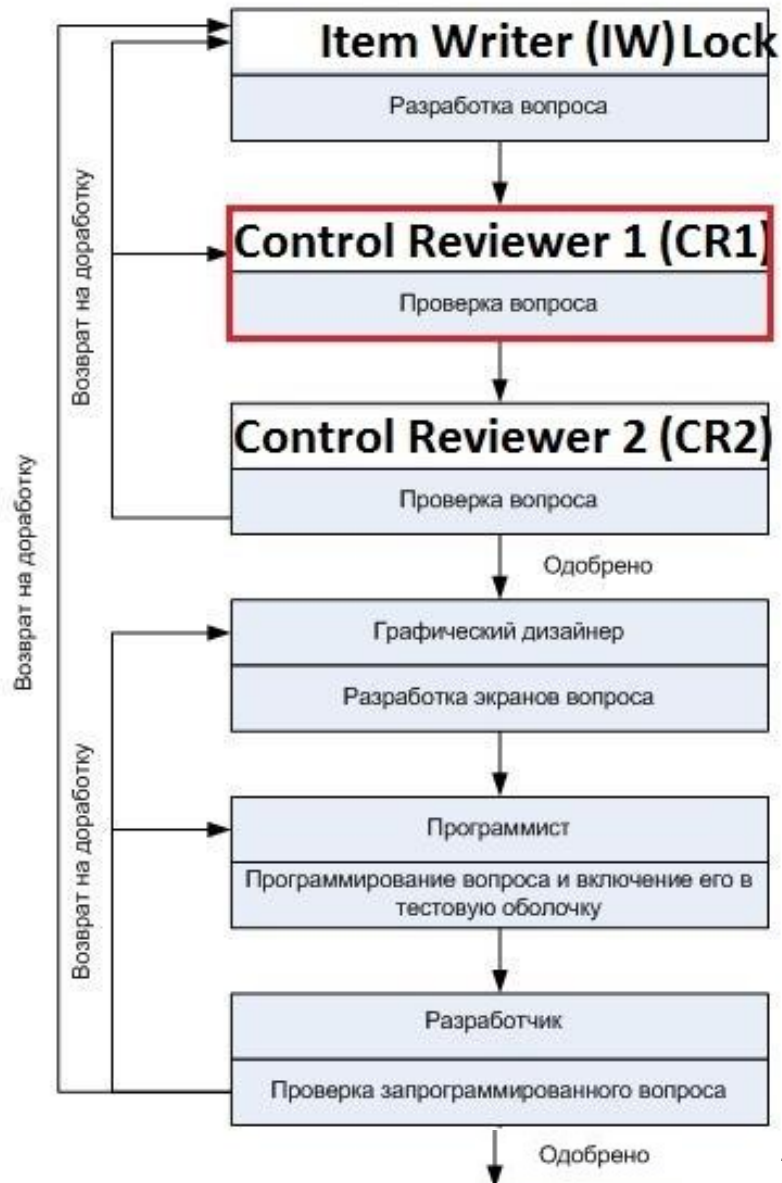 Item Writer (IW) Lock
Разработка вопроса
Возврат на доработку
Control Reviewer 1 (CR1)
Проверка вопроса
Control Reviewer 2 (CR2)
Проверка вопроса
Возврат на доработку
Одобрено
Графический дизайнер
Разработка экранов вопроса
Возврат на доработку
Программист
Программирование вопроса и включение его в
тестовую оболочку
Разработчик
Проверка запрограммированного вопроса
Одобрено